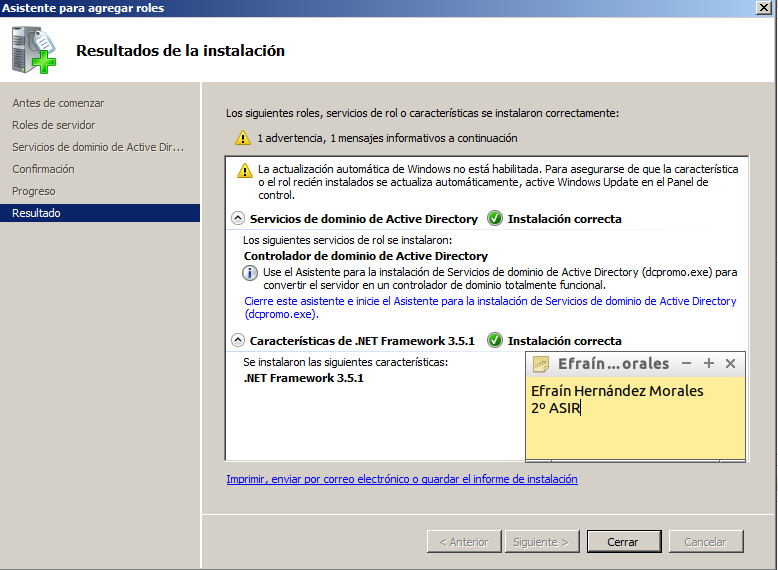 Asistente para agregar roles
Resultados de la instalación
Antes de comenzar
Roles de servidor
Servicios de dominio de Active Dir...
Confirmación
Progreso
Resultado
Los siguientes roles, servicios de rol o características se instalaron correctamente:
1 advertencia, 1 mensajes informativos a continuación
La actualización automática de Windows no está habilitada. Para asegurarse de que la característica
o el rol recién instalados se actualiza automáticamente, active Windows Update en el Panel de
control.
Servicios de dominio de Active Directory Instalación correcta
Los siguientes servicios de rol se instalaron:
Controlador de dominio de Active Directory
Use el Asistente para la instalación de Servicios de dominio de Active Directory (dcpromo.exe) para
convertir el servidor en un controlador de dominio totalmente funcional.
Cierre este asistente e inicie el Asistente para la instalación de Servicios de dominio de Active Directory
(dcpromo.exe).
Características de .NET Framework 3.5.1 Instalación correcta
Se instalaron las siguientes características:
.NET Framework 3.5.1
Efraín...orales
Efraín Hernández Morales
2º ASIR
Imprimir, enviar por correo electrónico o guardar el informe de instalación
< Anterior Siguiente > Cerrar Cancelar